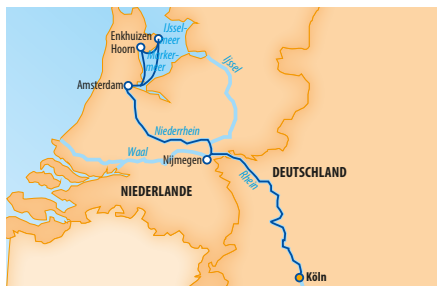 Enkhuizen
Hoorn
IJssel-
meer
Marker-
meer
IJssel
Amsterdam
Niederrhein
Waal
Nijmegen
DEUTSCHLAND
Rhein
NIEDERLANDE
Köln